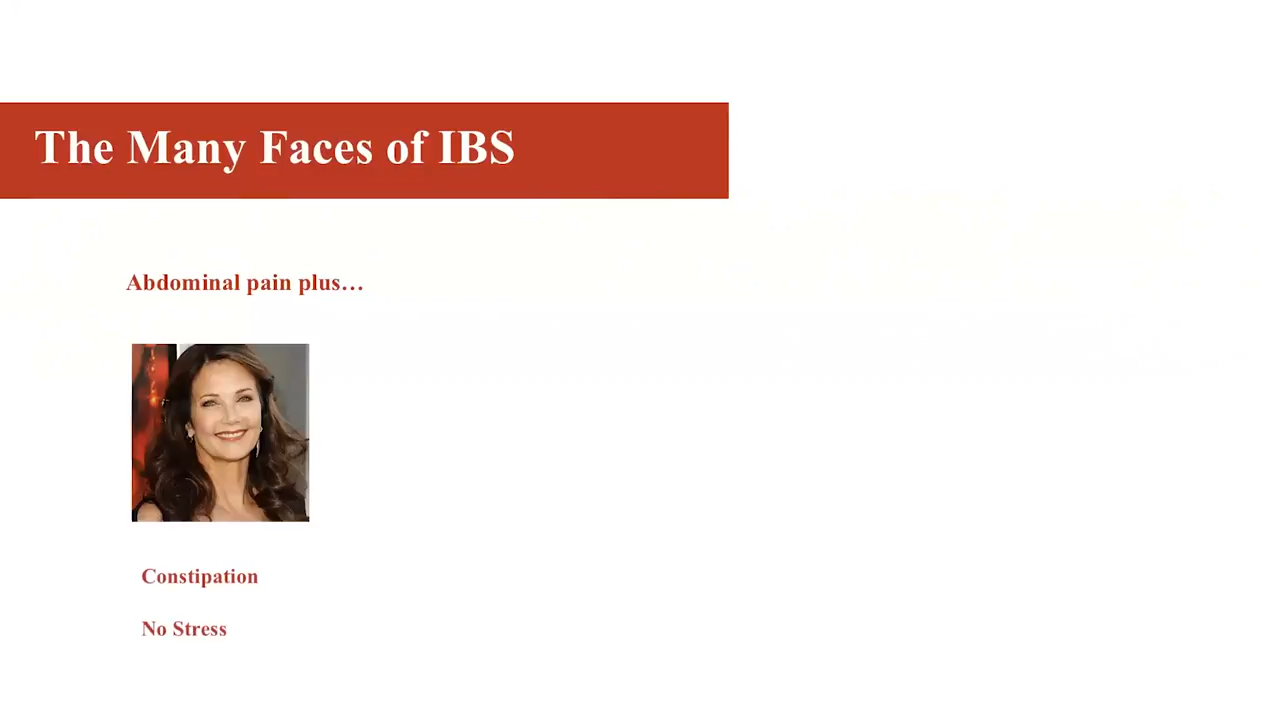 The Many Faces of IBS
Abdominal pain plus…
Constipation
No Stress